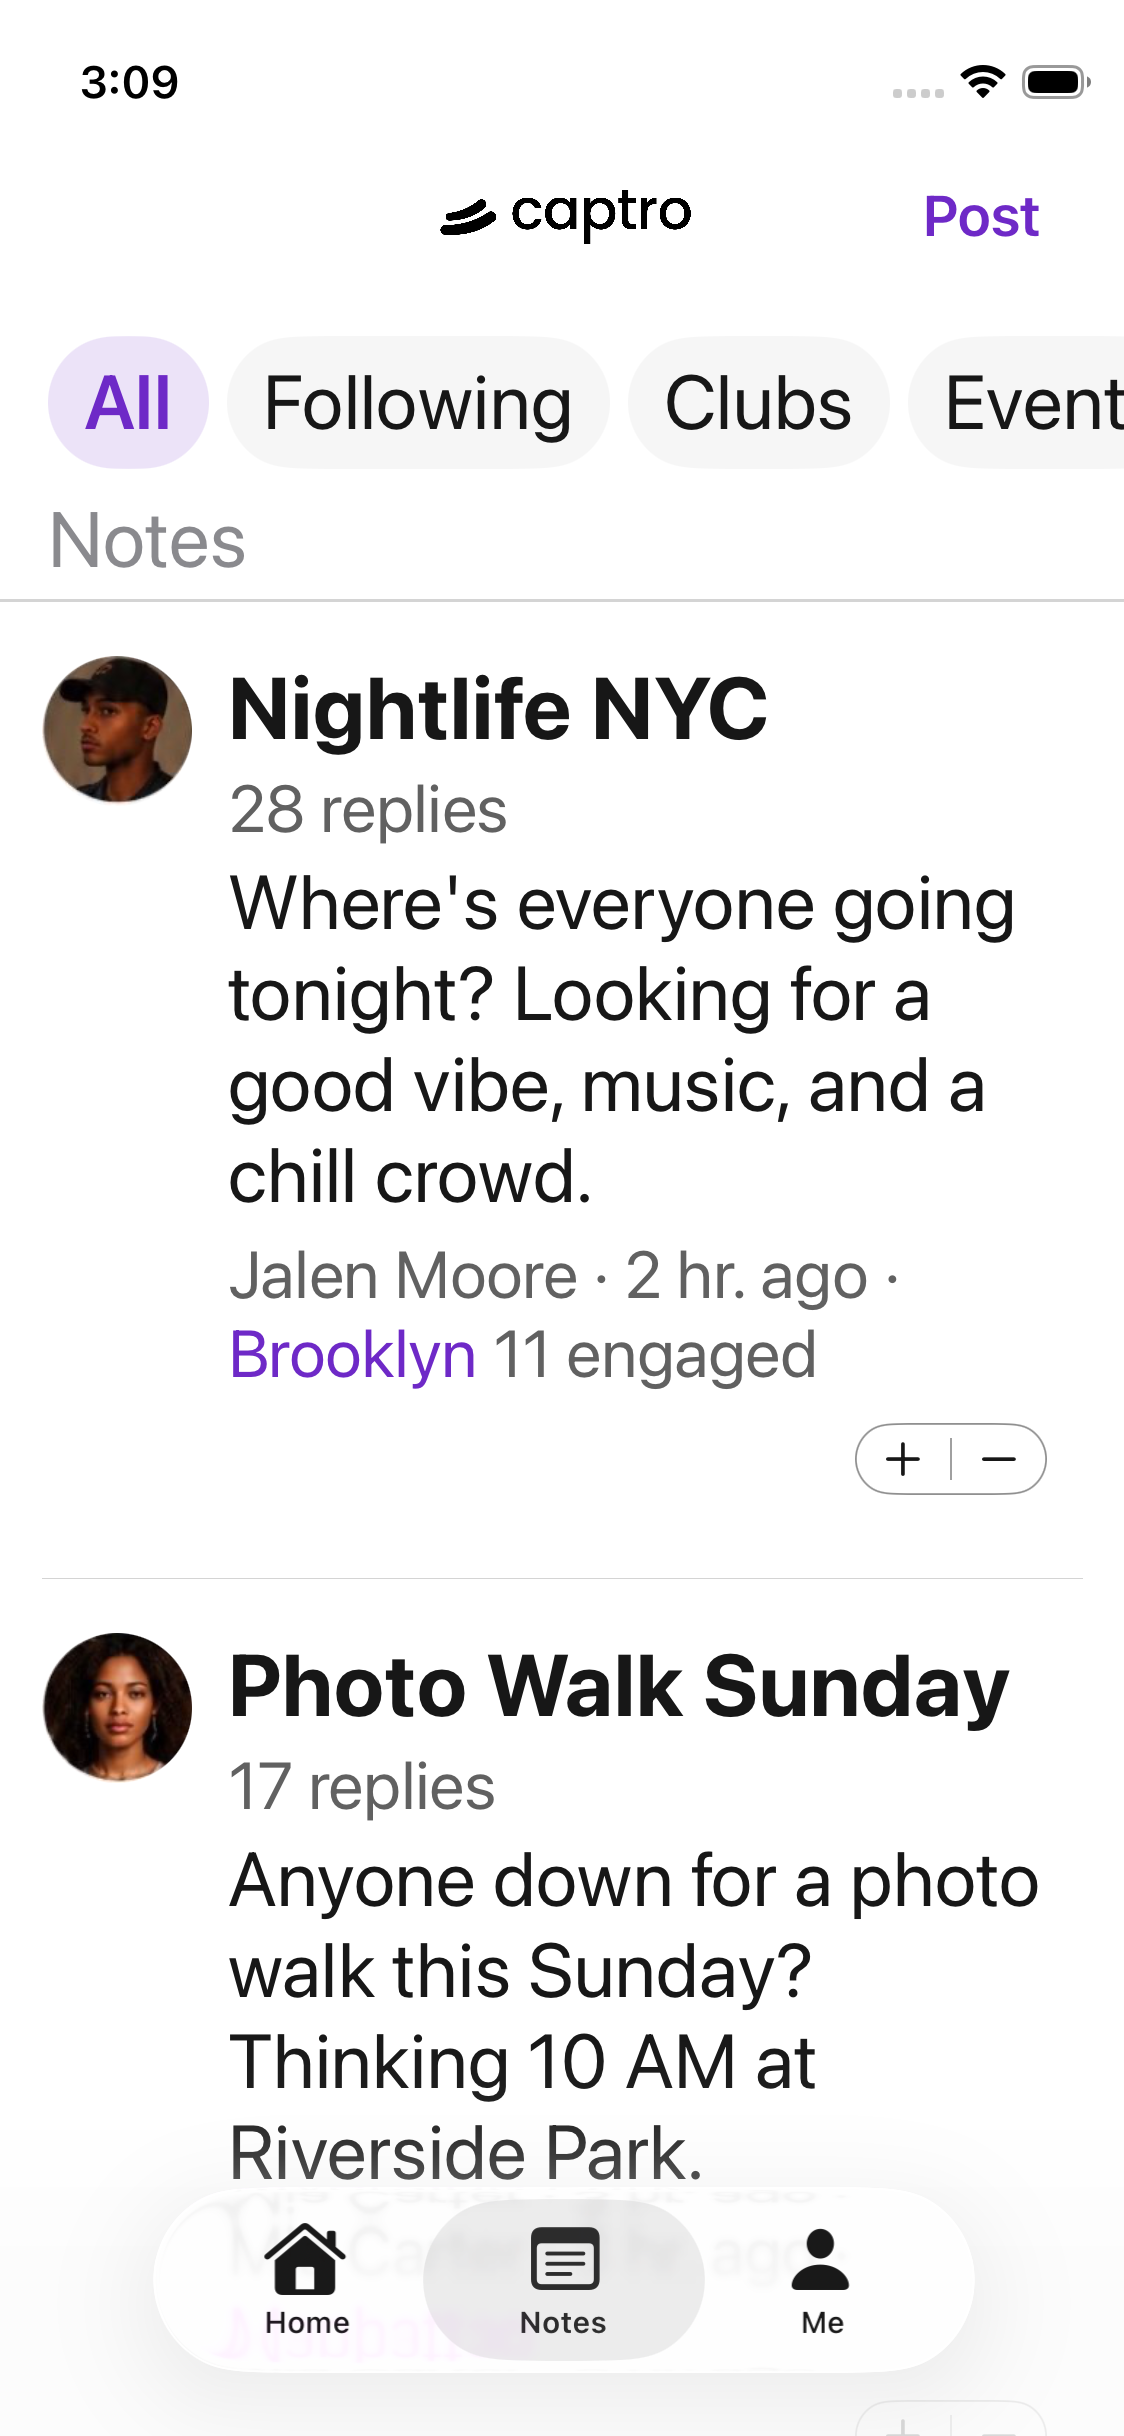 3:09
captro
Post
All
Following
Clubs
Event
Notes
Nightlife NYC
28 replies
Where's everyone going
tonight? Looking for a
good vibe, music, and a
chill crowd.
Jalen Moore · 2 hr. ago ·
Brooklyn 11 engaged
+ | −
Photo Walk Sunday
17 replies
Anyone down for a photo
walk this Sunday?
Thinking 10 AM at
Riverside Park.
Home
Notes
Me